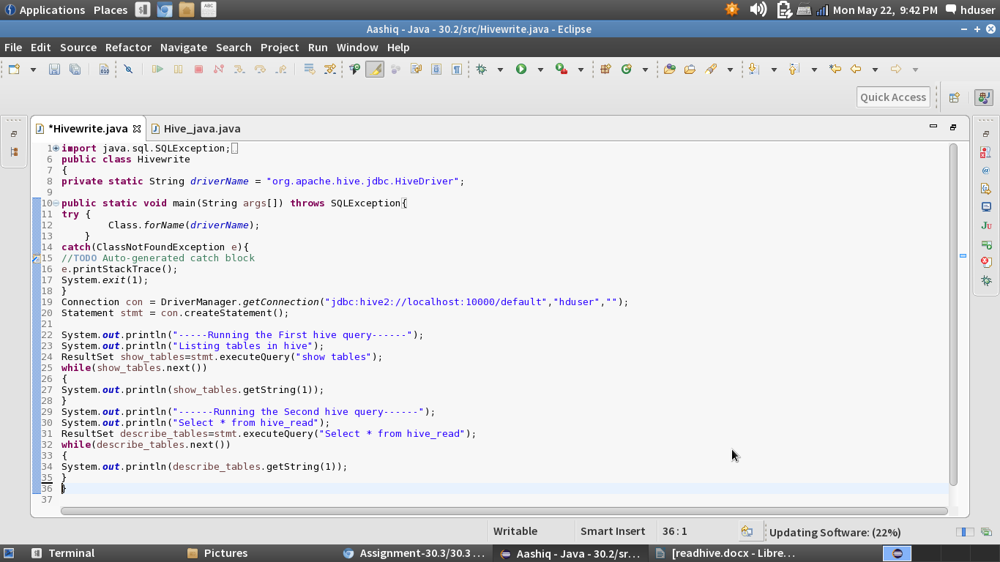 Applications Places Mon May 22, 9:42 PM hduser
Aashiq - Java - 30.2/src/Hivewrite.java - Eclipse
File Edit Source Refactor Navigate Search Project Run Window Help
Quick Access
*Hivewrite.java Hive_java.java
1 import java.sql.SQLException;
6 public class Hivewrite
7 {
8 private static String driverName = "org.apache.hive.jdbc.HiveDriver";
9
10 public static void main(String args[]) throws SQLException{
11 try {
12 Class.forName(driverName);
13 }
14 catch(ClassNotFoundException e){
15 //TODO Auto-generated catch block
16 e.printStackTrace();
17 System.exit(1);
18 }
19 Connection con = DriverManager.getConnection("jdbc:hive2://localhost:10000/default","hduser","");
20 Statement stmt = con.createStatement();
21
22 System.out.println("-----Running the First hive query------");
23 System.out.println("Listing tables in hive");
24 ResultSet show_tables=stmt.executeQuery("show tables");
25 while(show_tables.next())
26 {
27 System.out.println(show_tables.getString(1));
28 }
29 System.out.println("------Running the Second hive query------");
30 System.out.println("Select * from hive_read");
31 ResultSet describe_tables=stmt.executeQuery("Select * from hive_read");
32 while(describe_tables.next())
33 {
34 System.out.println(describe_tables.getString(1));
35 }
36 }
37
Writable Smart Insert 36 : 1 Updating Software: (22%)
Terminal Pictures Assignment-30.3/30.3 ... Aashiq - Java - 30.2/sr... [readhive.docx - Libre...